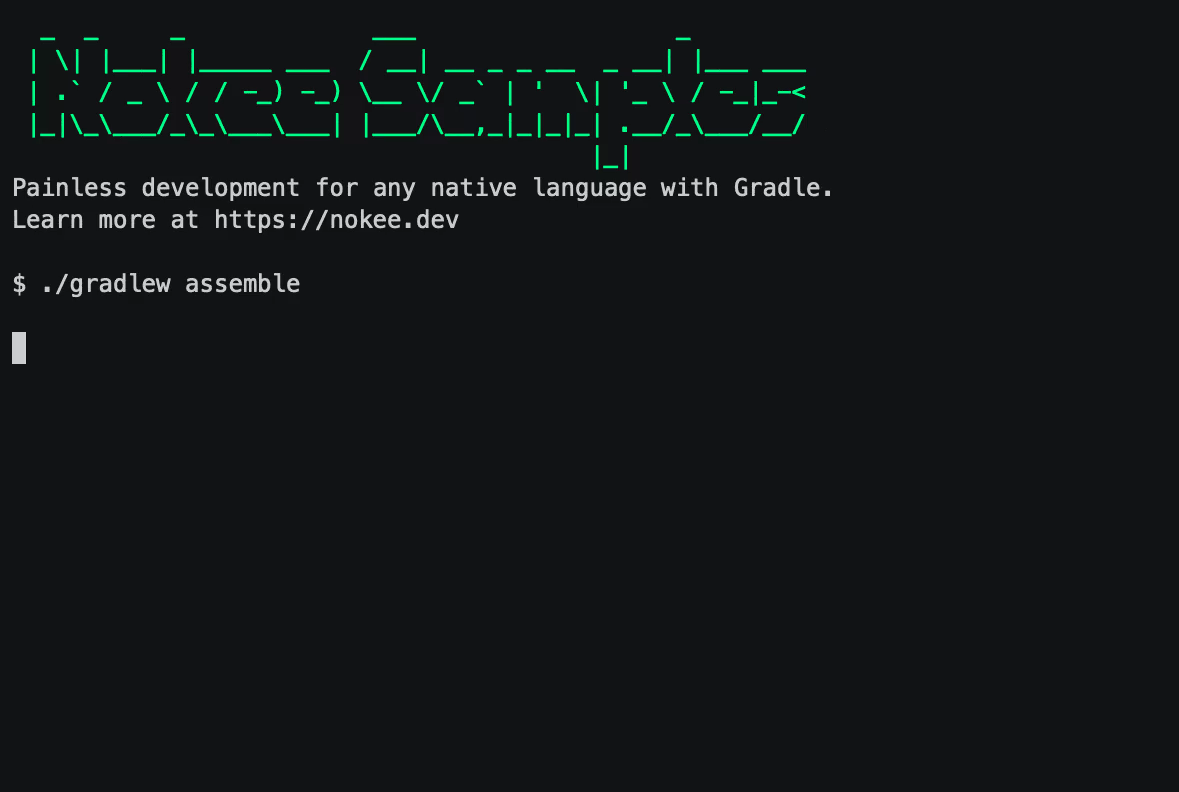 Nokee Samples
Painless development for any native language with Gradle.
Learn more at https://nokee.dev
$ ./gradlew assemble